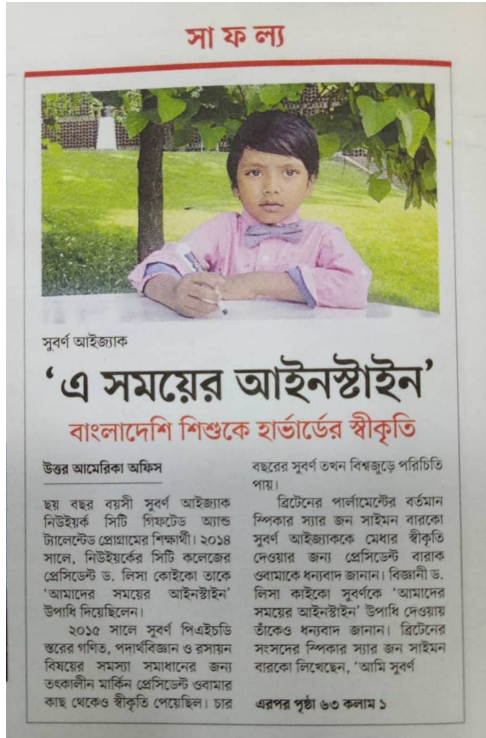 সা ফ ল্য
সুবর্ণ আইজ্যাক
‘এ সময়ের আইনস্টাইন’
বাংলাদেশি শিশুকে হার্ভার্ডের স্বীকৃতি
উত্তর আমেরিকা অফিস
ছয় বছর বয়সী সুবর্ণ আইজ্যাক
নিউইয়র্ক সিটি গিফটেড অ্যান্ড
ট্যালেন্টেড প্রোগ্রামের শিক্ষার্থী। ২০১৪
সালে, নিউইয়র্কের সিটি কলেজের
প্রেসিডেন্ট ড. লিসা কোইকো তাকে
‘আমাদের সময়ের আইনস্টাইন’
উপাধি দিয়েছিলেন।
২০১৫ সালে সুবর্ণ পিএইচডি
স্তরের গণিত, পদার্থবিজ্ঞান ও রসায়ন
বিষয়ের সমস্যা সমাধানের জন্য
তৎকালীন মার্কিন প্রেসিডেন্ট ওবামার
কাছ থেকেও স্বীকৃতি পেয়েছিল। চার
বছরের সুবর্ণ তখন বিশ্বজুড়ে পরিচিতি
পায়।
ব্রিটেনের পার্লামেন্টের বর্তমান
স্পিকার স্যার জন সাইমন বারকো
সুবর্ণ আইজ্যাককে মেধার স্বীকৃতি
দেওয়ার জন্য প্রেসিডেন্ট বারাক
ওবামাকে ধন্যবাদ জানান। বিজ্ঞানী ড.
লিসা কাইকো সুবর্ণকে ‘আমাদের
সময়ের আইনস্টাইন’ উপাধি দেওয়ায়
তাঁকেও ধন্যবাদ জানান। ব্রিটেনের
সংসদের স্পিকার স্যার জন সাইমন
বারকো লিখেছেন, ‘আমি সুবর্ণ
এরপর পৃষ্ঠা ৬৩ কলাম ১